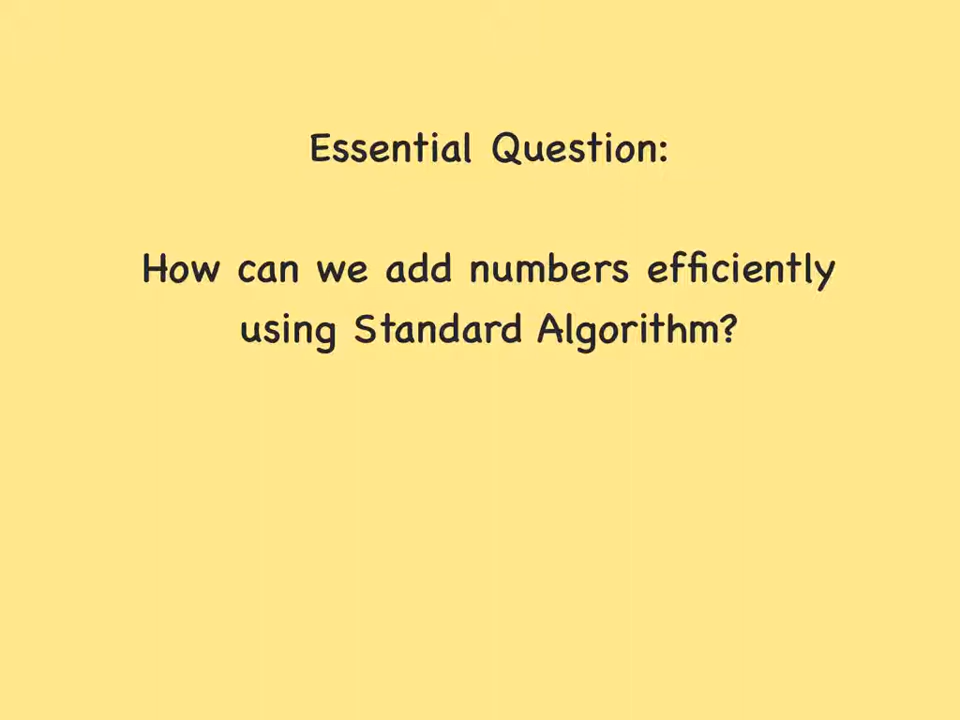 Essential Question:
How can we add numbers efficiently
using Standard Algorithm?